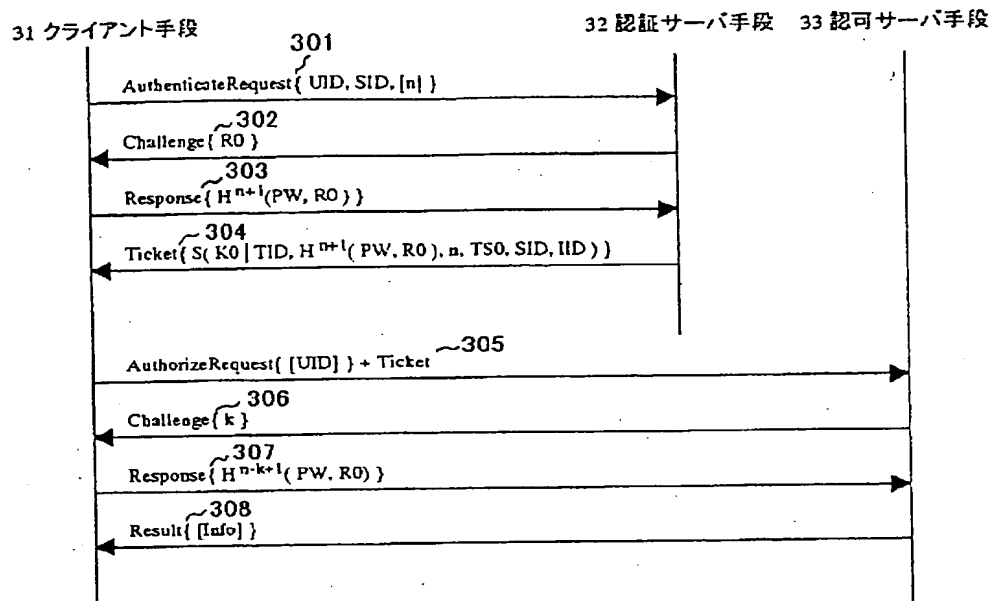 31 クライアント手段
32 認証サーバ手段
33 認可サーバ手段
301
AuthenticateRequest{ UID, SID, [n] }
302
Challenge{ R0 }
303
Response{ H^n+1(PW, R0) }
304
Ticket{ S( K0 | TID, H^n+1( PW, R0 ), n, TS0, SID, IID ) }
305
AuthorizeRequest{ [UID] } + Ticket
306
Challenge{ k }
307
Response{ H^n-k+1( PW, R0) }
308
Result{ [Info] }